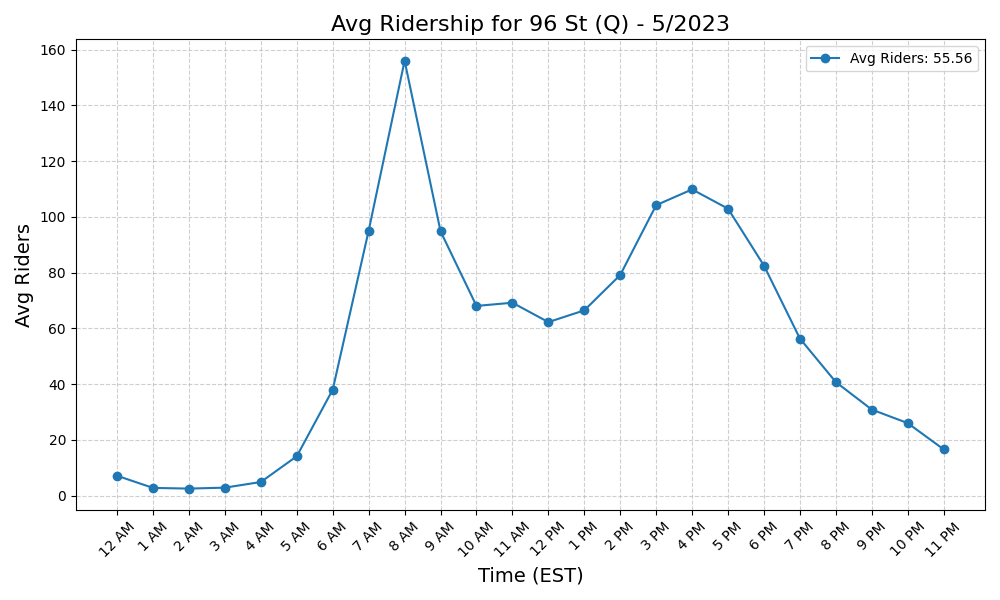 Avg Ridership for 96 St (Q) - 5/2023
Avg Riders: 55.56
Avg Riders
160
140
120
100
80
60
40
20
0
12 AM
1 AM
2 AM
3 AM
4 AM
5 AM
6 AM
7 AM
8 AM
9 AM
10 AM
11 AM
12 PM
1 PM
2 PM
3 PM
4 PM
5 PM
6 PM
7 PM
8 PM
9 PM
10 PM
11 PM
Time (EST)